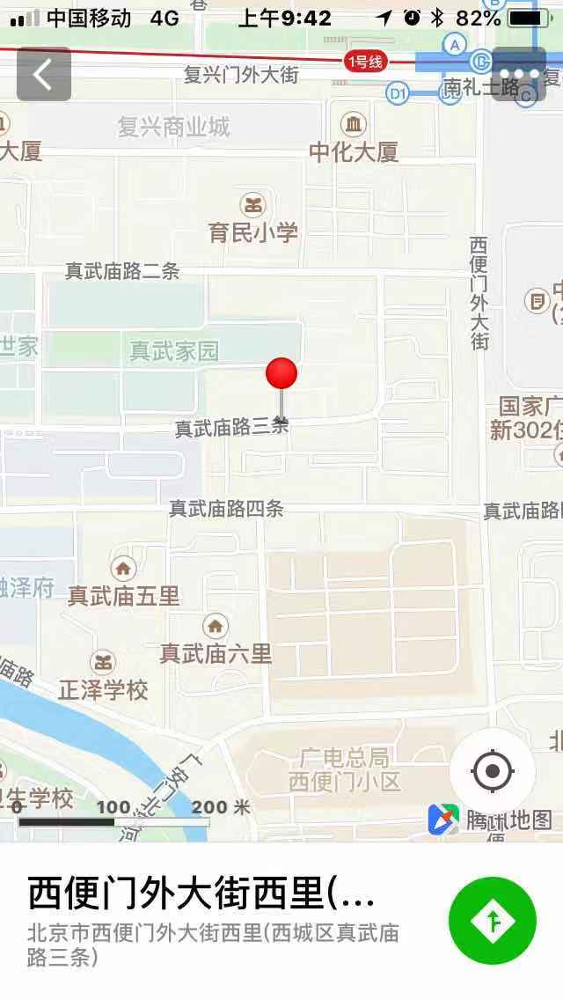 中国移动 4G 上午9:42 82%
巷
B
1号线
A
复兴门外大街
南礼士路
D1
C
复兴商业城
大厦
中化大厦
育民小学
西便门外大街
真武庙路二条
世家
真武家园
国家广
新302住
真武庙路三条
真武庙路四条
真武庙路
融泽府
真武庙五里
真武庙六里
庙路
正泽学校
广电总局
西便门小区
北
卫生学校
广安门北滨河
0 100 200 米
腾讯地图
西便门外大街西里(...
北京市西便门外大街西里(西城区真武庙
路三条)